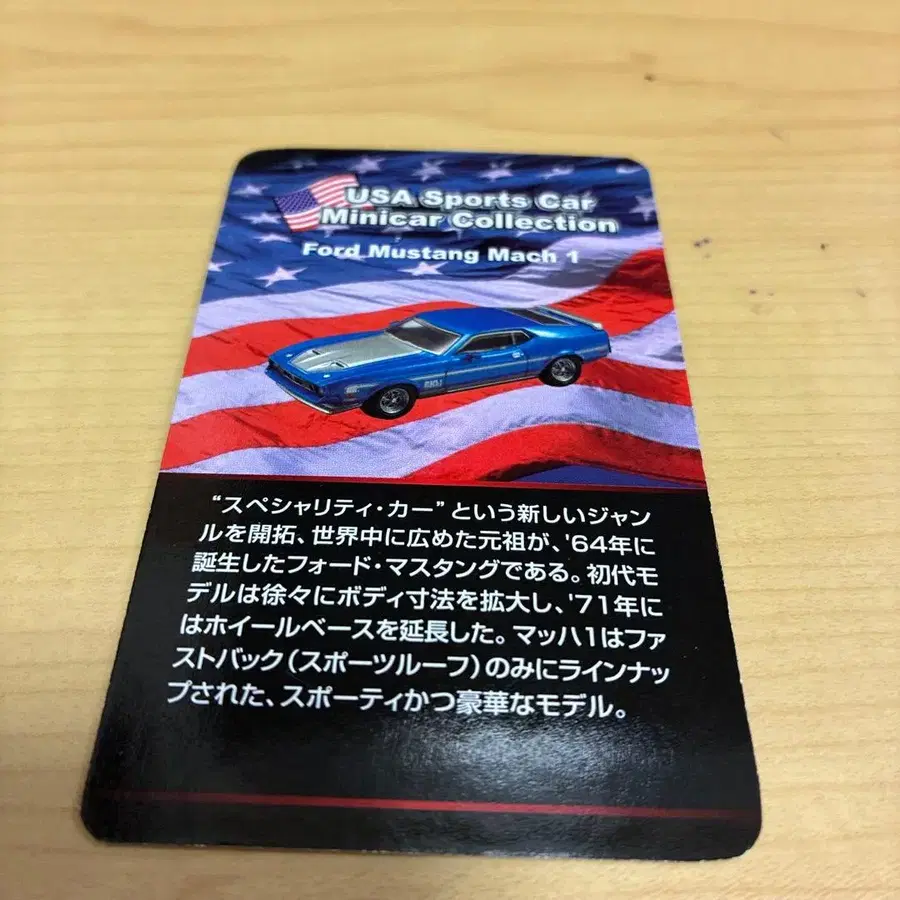 USA Sports Car
Minicar Collection
Ford Mustang Mach 1
“スペシャリティ・カー”という新しいジャン
ルを開拓、世界中に広めた元祖が、'64年に
誕生したフォード・マスタングである。初代モ
デルは徐々にボディ寸法を拡大し、'71年に
はホイールベースを延長した。マッハ1はファ
ストバック（スポーツルーフ）のみにラインナッ
プされた、スポーティかつ豪華なモデル。